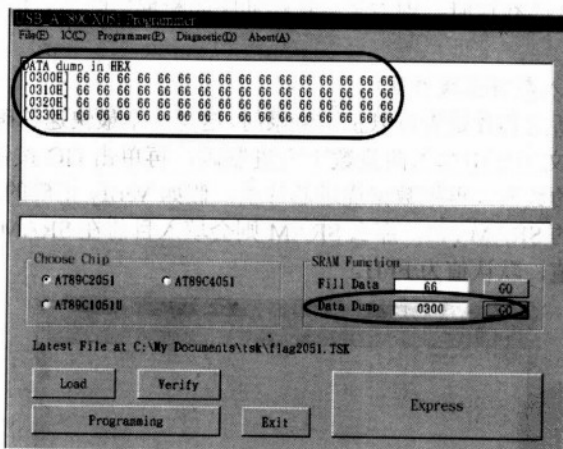 USB_AT89CX051 Programmer
File(E) IC(C) Programmer(P) Diagnostic(D) About(A)
DATA dump in HEX
[0300H] 66 66 66 66 66 66 66 66 66 66 66 66 66 66 66 66
[0310H] 66 66 66 66 66 66 66 66 66 66 66 66 66 66 66 66
[0320H] 66 66 66 66 66 66 66 66 66 66 66 66 66 66 66 66
[0330H] 66 66 66 66 66 66 66 66 66 66 66 66 66 66 66 66
Choose Chip
AT89C2051 AT89C4051
AT89C1051U
SRAM Function
Fill Data 66 GO
Data Dump 0300 GO
Latest File at C:\My Documents\tsk\flag2051.TSK
Load Verify
Programming Exit
Express